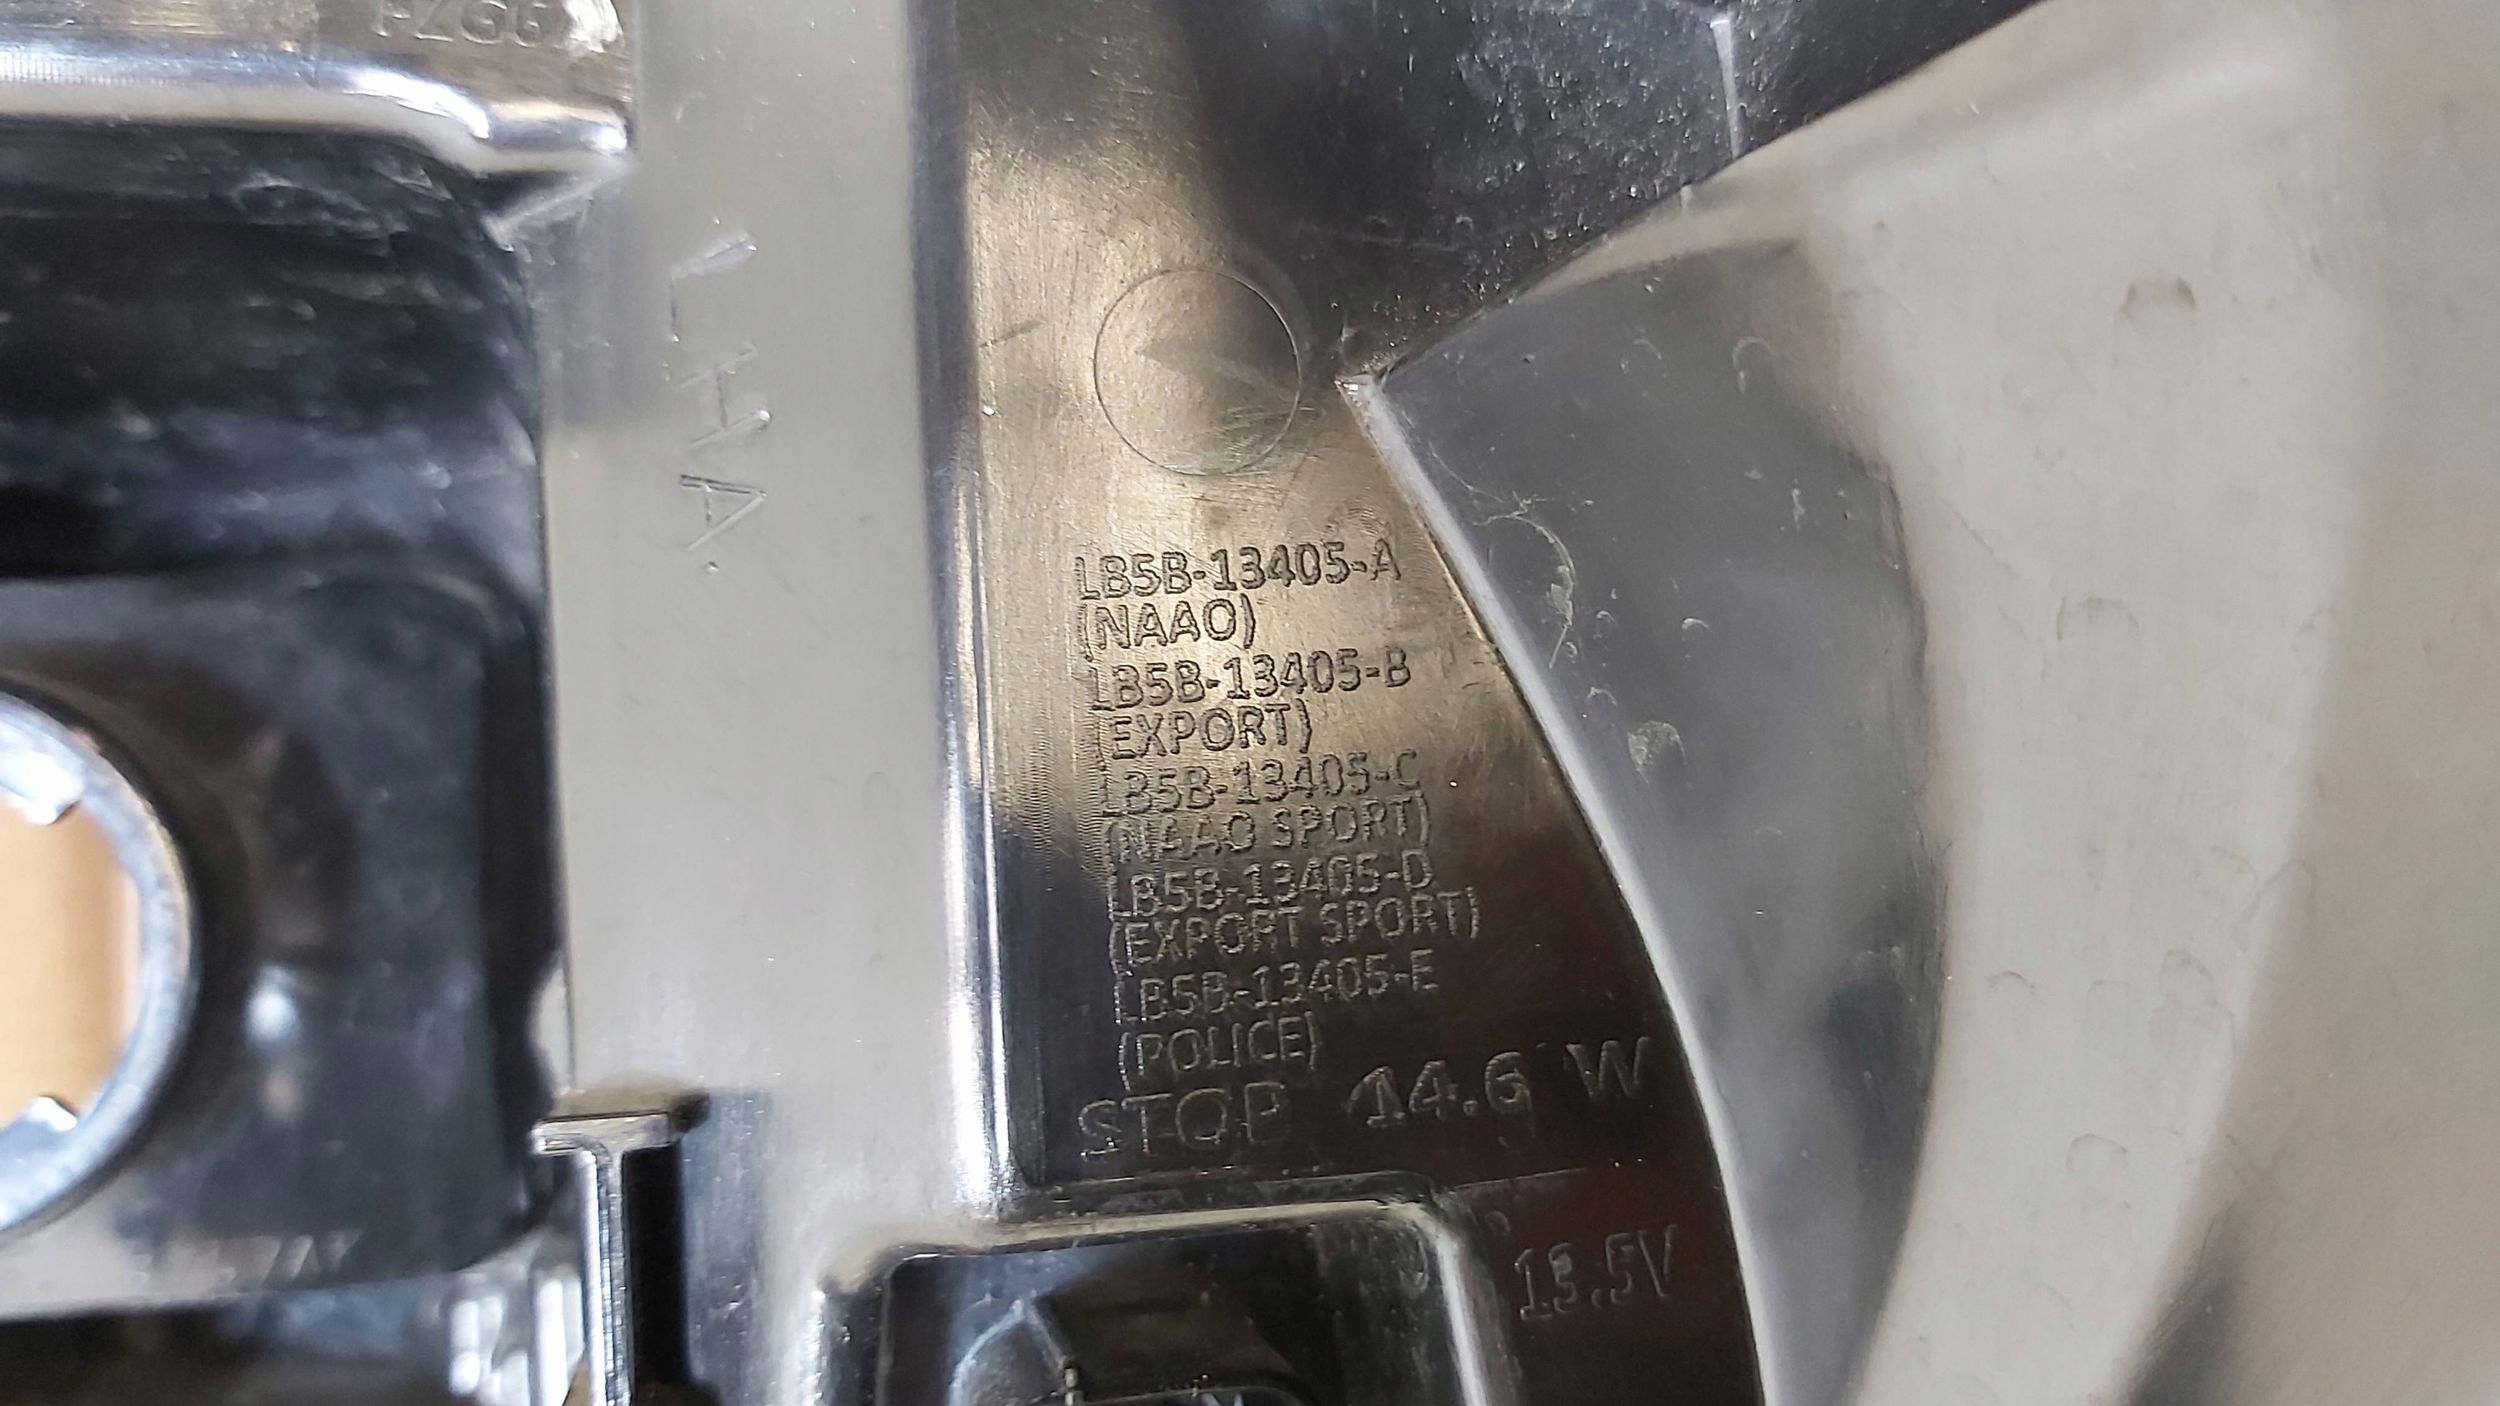 LHA
LB5B-13405-A
(NAAO)
LB5B-13405-B
(EXPORT)
LB5B-13405-C
(NAAO SPORT)
LB5B-13405-D
(EXPORT SPORT)
LB5B-13405-E
(POLICE)
STOP 14.6 W
13.5V